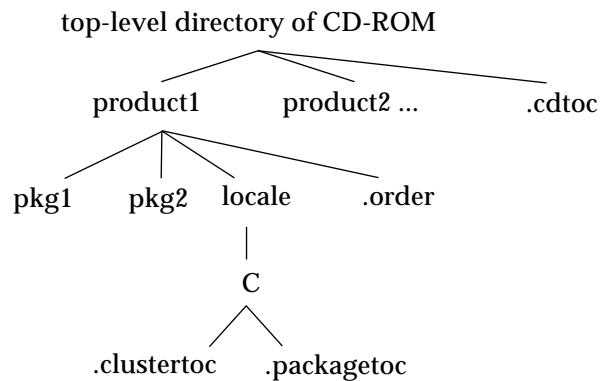 top-level directory of CD-ROM
product1 product2 ... .cdtoc
pkg1 pkg2 locale .order
C
.clustertoc .packagetoc